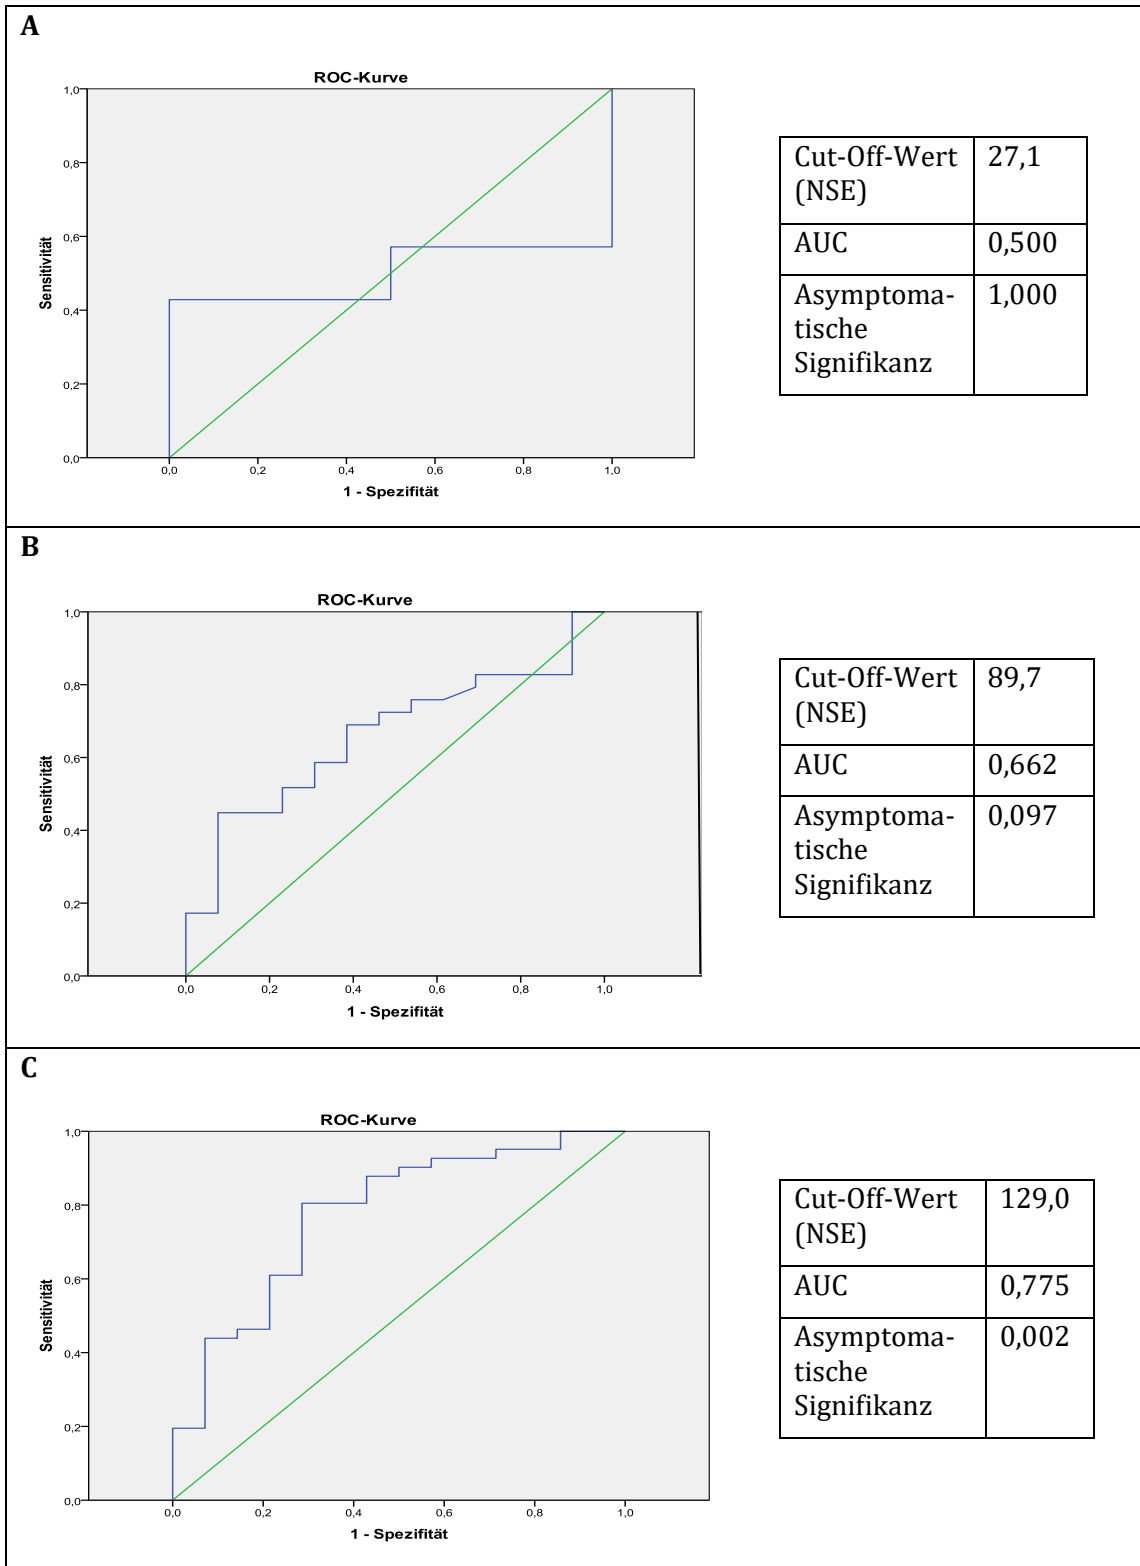 A
ROC-Kurve
1,0
0,8
0,6
0,4
0,2
0,0
Sensitivität
0,0 0,2 0,4 0,6 0,8 1,0
1 - Spezifität
Cut-Off-Wert 27,1
(NSE)
AUC 0,500
Asymptoma- 1,000
tische
Signifikanz
B
ROC-Kurve
1,0
0,8
0,6
0,4
0,2
0,0
Sensitivität
0,0 0,2 0,4 0,6 0,8 1,0
1 - Spezifität
Cut-Off-Wert 89,7
(NSE)
AUC 0,662
Asymptoma- 0,097
tische
Signifikanz
C
ROC-Kurve
1,0
0,8
0,6
0,4
0,2
0,0
Sensitivität
0,0 0,2 0,4 0,6 0,8 1,0
1 - Spezifität
Cut-Off-Wert 129,0
(NSE)
AUC 0,775
Asymptoma- 0,002
tische
Signifikanz